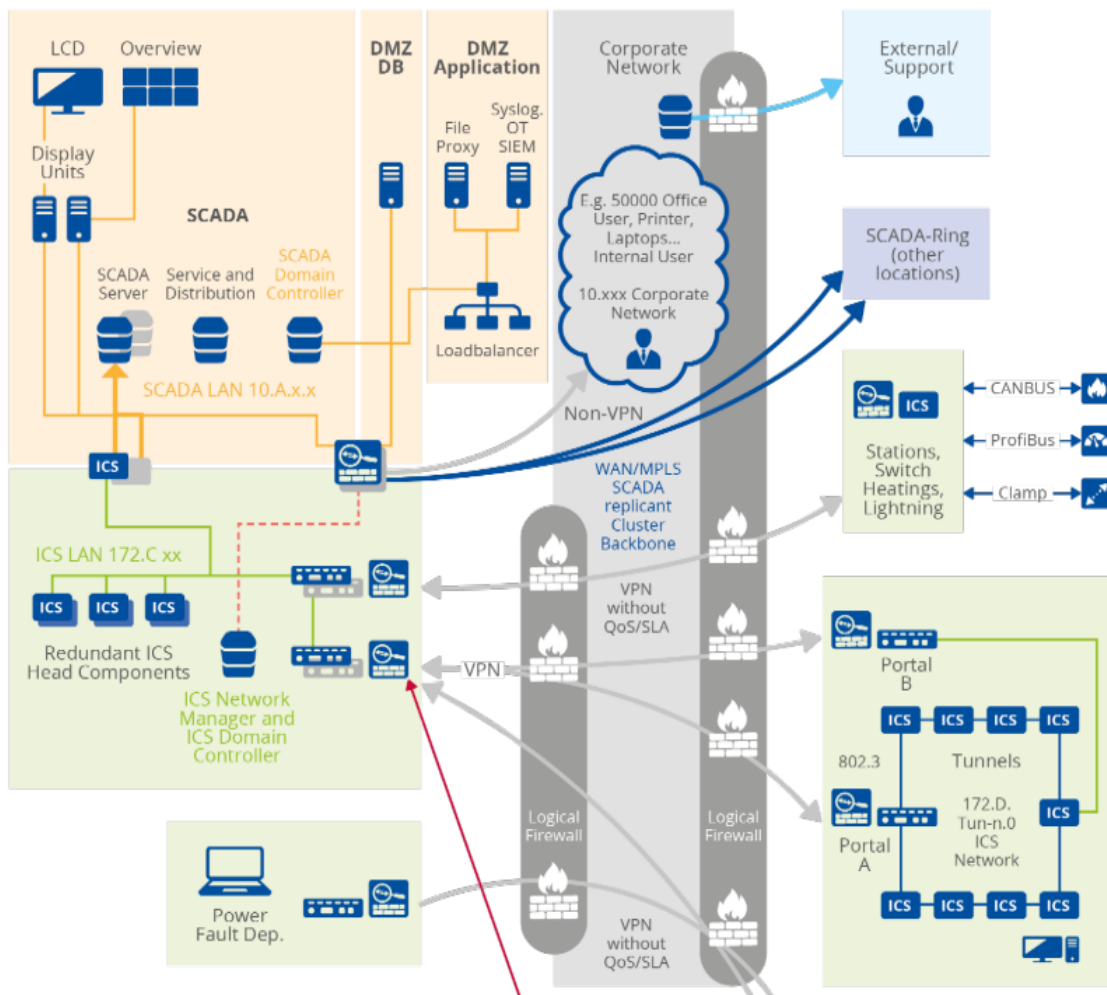 LCD
Overview
Display
Units
SCADA
SCADA
Server
Service and
Distribution
SCADA
Domain
Controller
SCADA LAN 10.A.x.x
DMZ
DB
DMZ
Application
File
Proxy
Syslog.
OT
SIEM
Loadbalancer
Corporate
Network
E.g. 50000 Office
User, Printer,
Laptops...
Internal User
10.xxx Corporate
Network
Non-VPN
WAN/MPLS
SCADA
replicant
Cluster
Backbone
External/
Support
SCADA-Ring
(other
locations)
ICS
Stations,
Switch
Heatings,
Lightning
CANBUS
ProfiBus
Clamp
ICS
ICS LAN 172.C xx
ICS
ICS
ICS
Redundant ICS
Head Components
ICS Network
Manager and
ICS Domain
Controller
VPN
VPN
without
QoS/SLA
Logical
Firewall
Logical
Firewall
VPN
without
QoS/SLA
Power
Fault Dep.
Portal
B
ICS
ICS
ICS
ICS
802.3
Tunnels
172.D.
Tun-n.0
ICS
Network
ICS
Portal
A
ICS
ICS
ICS
ICS